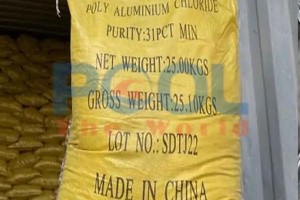 POLY ALUMINIUM CHLORIDE
PURITY:31PCT MIN
NET WEIGHT:25.00KGS
GROSS WEIGHT:25.10KGS
LOT NO.: SDTJ22
MADE IN CHINA